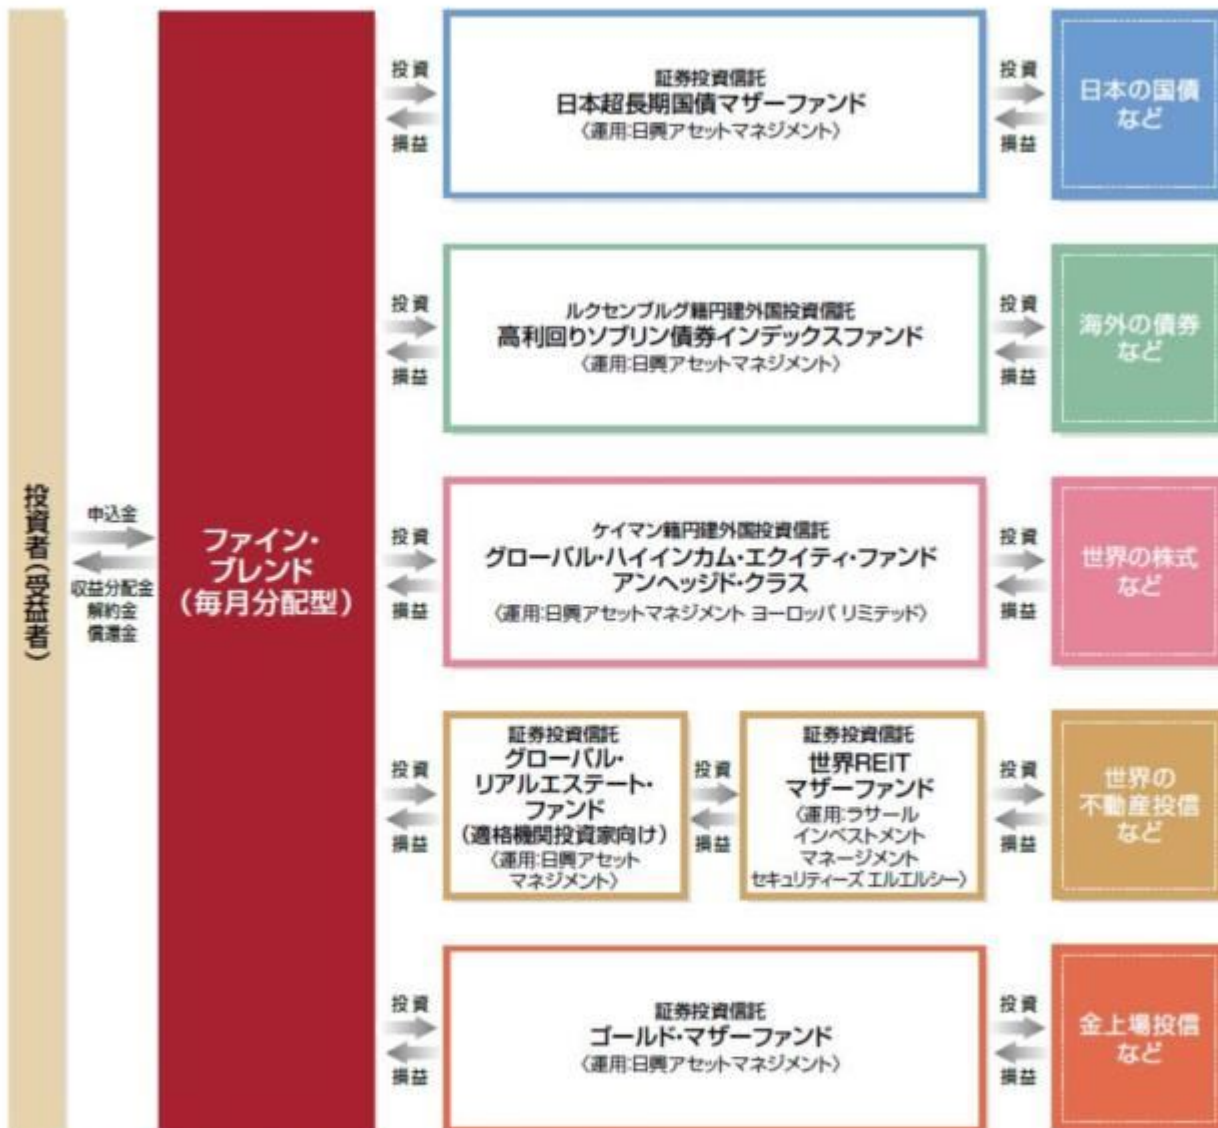 投資者(受益者)
申込金
収益分配金
解約金
償還金
ファイン・
ブレンド
(毎月分配型)
投資
損益
証券投資信託
日本超長期国債マザーファンド
〈運用:日興アセットマネジメント〉
投資
損益
日本の国債
など
投資
損益
ルクセンブルグ籍円建外国投資信託
高利回りソブリン債券インデックスファンド
〈運用:日興アセットマネジメント〉
投資
損益
海外の債券
など
投資
損益
ケイマン籍円建外国投資信託
グローバル・ハイインカム・エクイティ・ファンド
アンヘッジド・クラス
〈運用:日興アセットマネジメント ヨーロッパ リミテッド〉
投資
損益
世界の株式
など
投資
損益
証券投資信託
グローバル・
リアルエステート・
ファンド
(適格機関投資家向け)
〈運用:日興アセット
マネジメント〉
投資
損益
証券投資信託
世界REIT
マザーファンド
〈運用:ラサール
インベストメント
マネージメント
セキュリティーズ エルエルシー〉
投資
損益
世界の
不動産投信
など
投資
損益
証券投資信託
ゴールド・マザーファンド
〈運用:日興アセットマネジメント〉
投資
損益
金上場投信
など